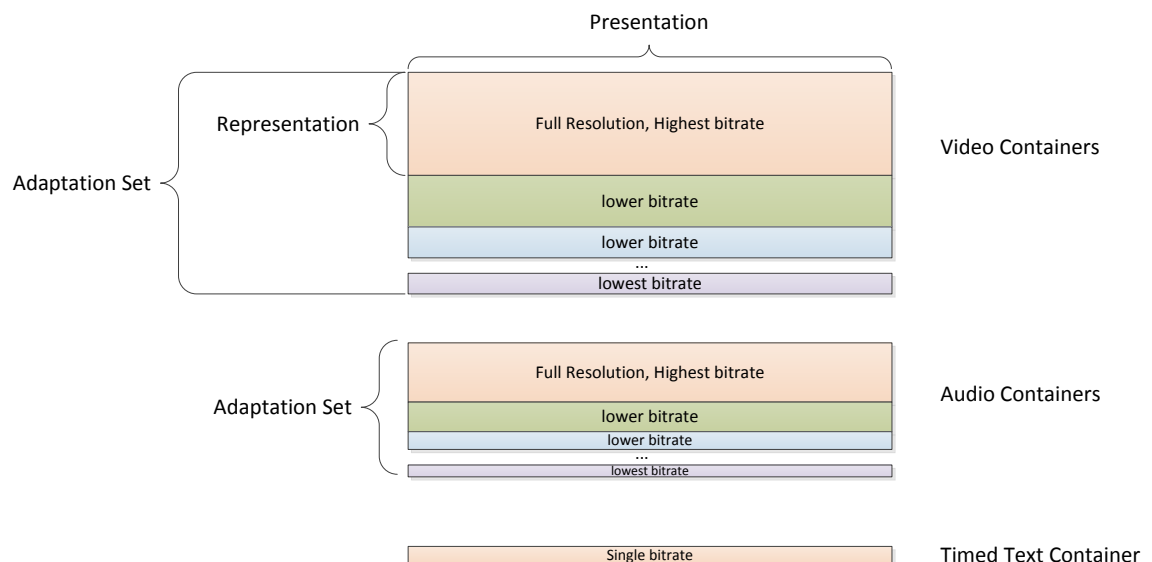 Presentation
Full Resolution, Highest bitrate
Representation
Video Containers
Adaptation Set
lower bitrate
lower bitrate
...
lowest bitrate
Full Resolution, Highest bitrate
Audio Containers
Adaptation Set
lower bitrate
lower bitrate
...
lowest bitrate
Single bitrate
Timed Text Container